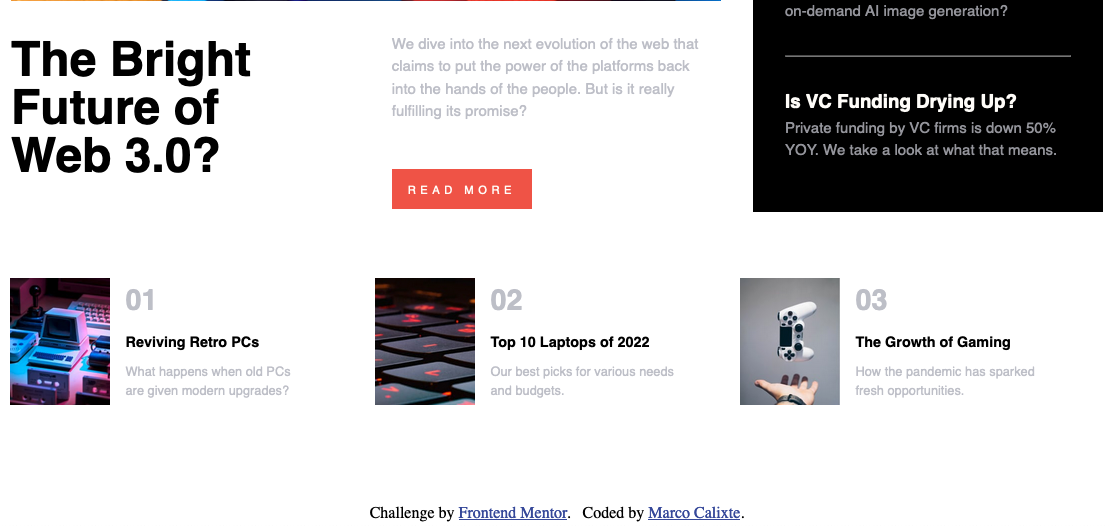 on-demand AI image generation?
The Bright
Future of
Web 3.0?
We dive into the next evolution of the web that
claims to put the power of the platforms back
into the hands of the people. But is it really
fulfilling its promise?
READ MORE
Is VC Funding Drying Up?
Private funding by VC firms is down 50%
YOY. We take a look at what that means.
01
Reviving Retro PCs
What happens when old PCs
are given modern upgrades?
02
Top 10 Laptops of 2022
Our best picks for various needs
and budgets.
03
The Growth of Gaming
How the pandemic has sparked
fresh opportunities.
Challenge by Frontend Mentor. Coded by Marco Calixte.